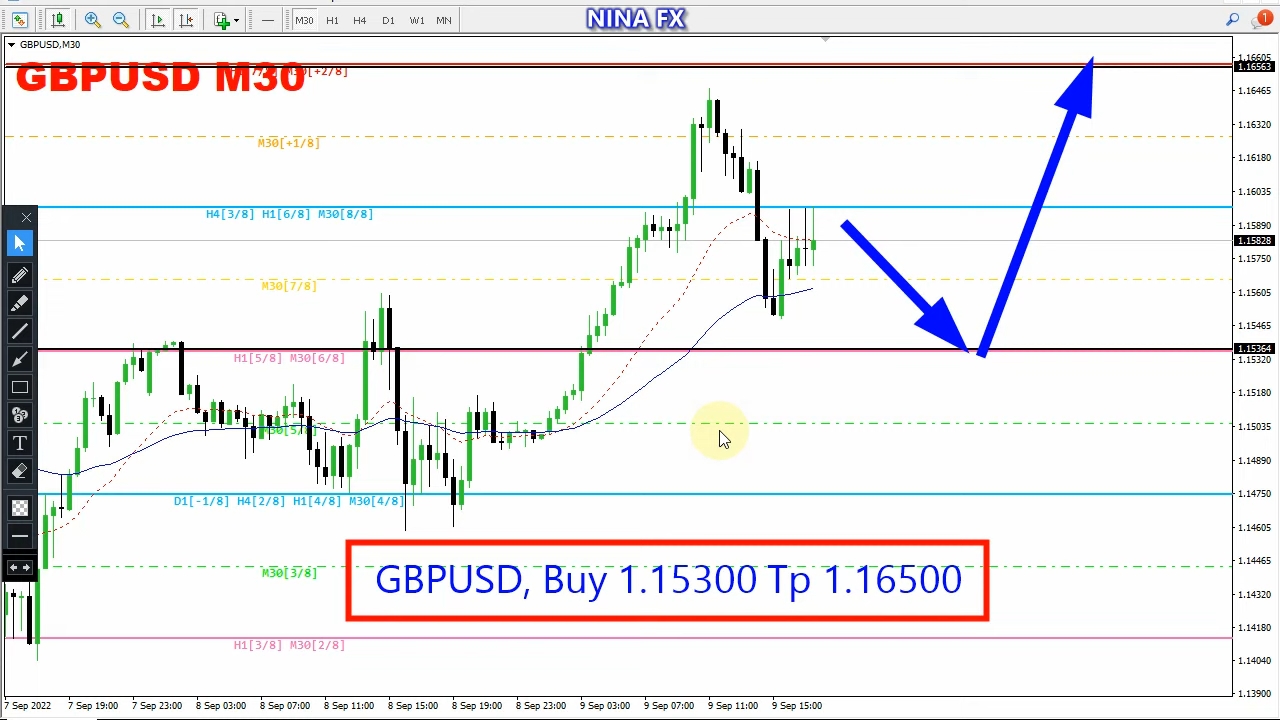 M30 H1 H4 D1 W1 MN
NINA FX
1
GBPUSD,M30
GBPUSD M30
[+2/8]
M30[+1/8]
H4[3/8] H1[6/8] M30[8/8]
M30[7/8]
H1[5/8] M30[6/8]
D1[-1/8] H4[2/8] H1[4/8] M30[4/8]
M30[3/8]
H1[3/8] M30[2/8]
GBPUSD, Buy 1.15300 Tp 1.16500
T
1.16605
1.16563
1.16465
1.16320
1.16180
1.16035
1.15890
1.15828
1.15750
1.15605
1.15465
1.15364
1.15320
1.15180
1.15035
1.14890
1.14750
1.14605
1.14465
1.14320
1.14180
1.14040
1.13900
7 Sep 2022
7 Sep 19:00
7 Sep 23:00
8 Sep 03:00
8 Sep 07:00
8 Sep 11:00
8 Sep 15:00
8 Sep 19:00
8 Sep 23:00
9 Sep 03:00
9 Sep 07:00
9 Sep 11:00
9 Sep 15:00